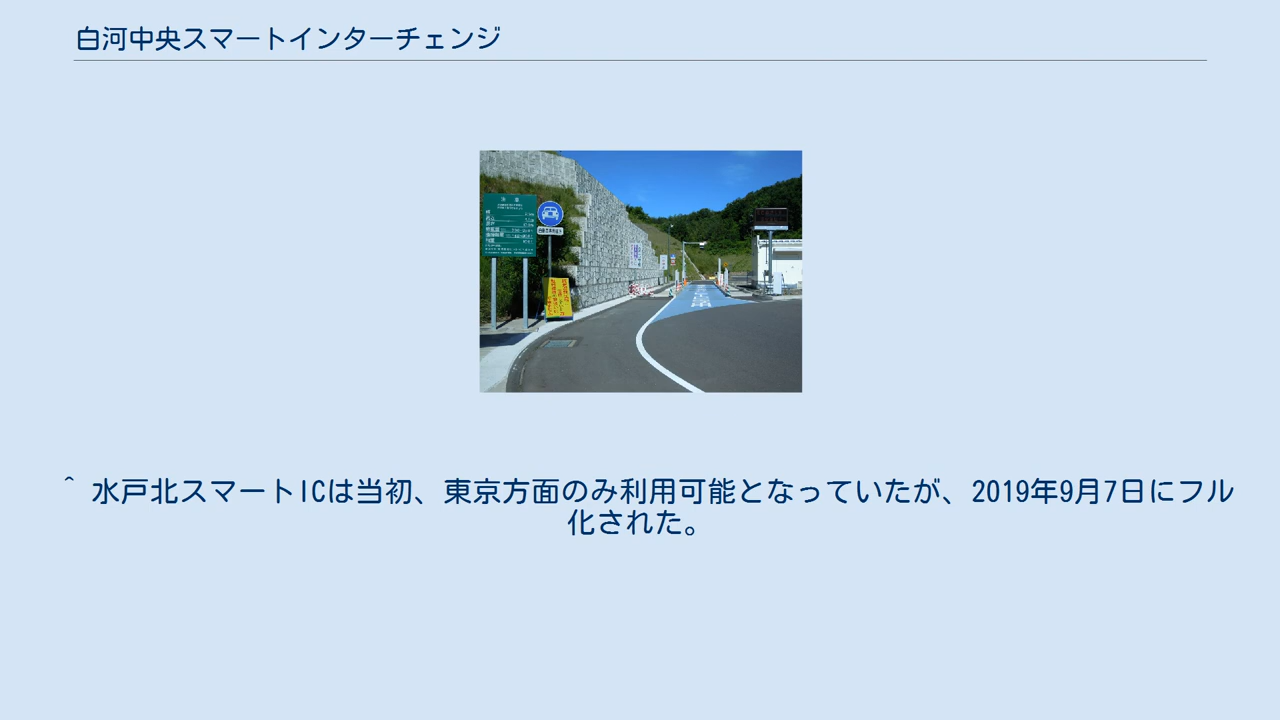 白河中央スマートインターチェンジ
^ 水戸北スマートICは当初、東京方面のみ利用可能となっていたが、2019年9月7日にフル
化された。